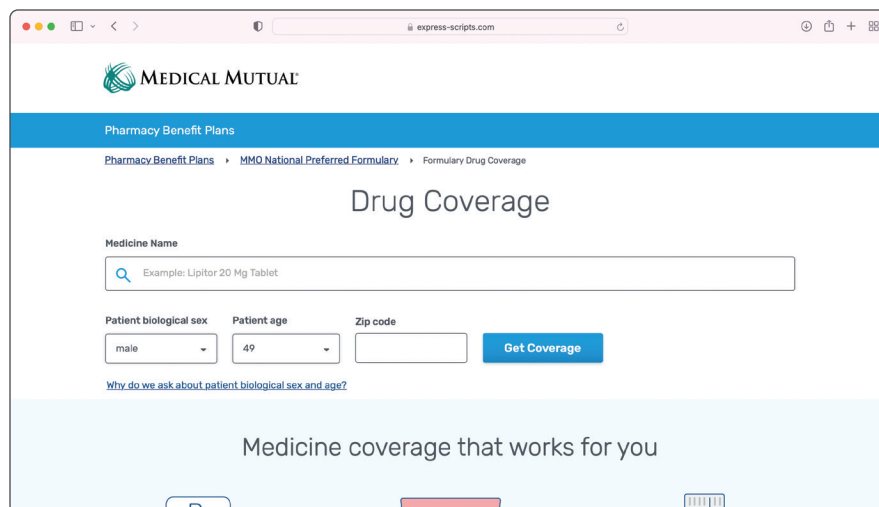 express-scripts.com
MEDICAL MUTUAL®
Pharmacy Benefit Plans
Pharmacy Benefit Plans MMO National Preferred Formulary Formulary Drug Coverage
Drug Coverage
Medicine Name
Example: Lipitor 20 Mg Tablet
Patient biological sex Patient age Zip code
male 49 Get Coverage
Why do we ask about patient biological sex and age?
Medicine coverage that works for you